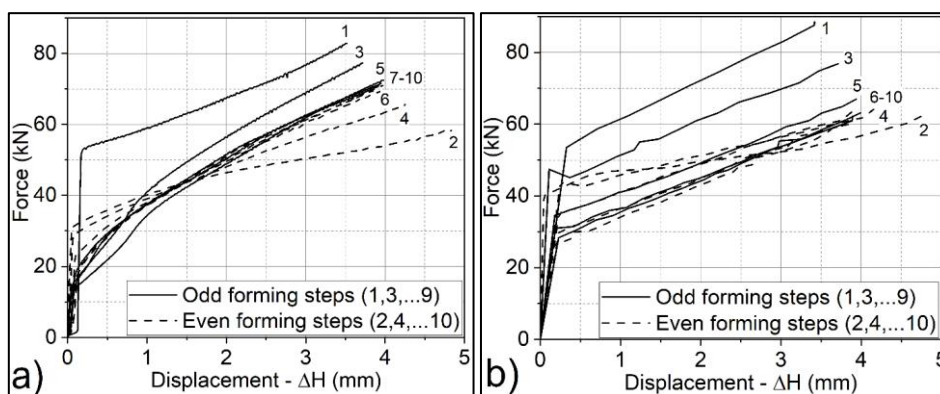 80
60
40
20
0
Force (kN)
1
3
5
7-10
6
4
2
Odd forming steps (1,3,...9)
Even forming steps (2,4,...10)
0 1 2 3 4 5
a) Displacement - ΔH (mm)
80
60
40
20
0
Force (kN)
1
3
5
6-10
4
2
Odd forming steps (1,3,...9)
Even forming steps (2,4,...10)
0 1 2 3 4 5
b) Displacement - ΔH (mm)